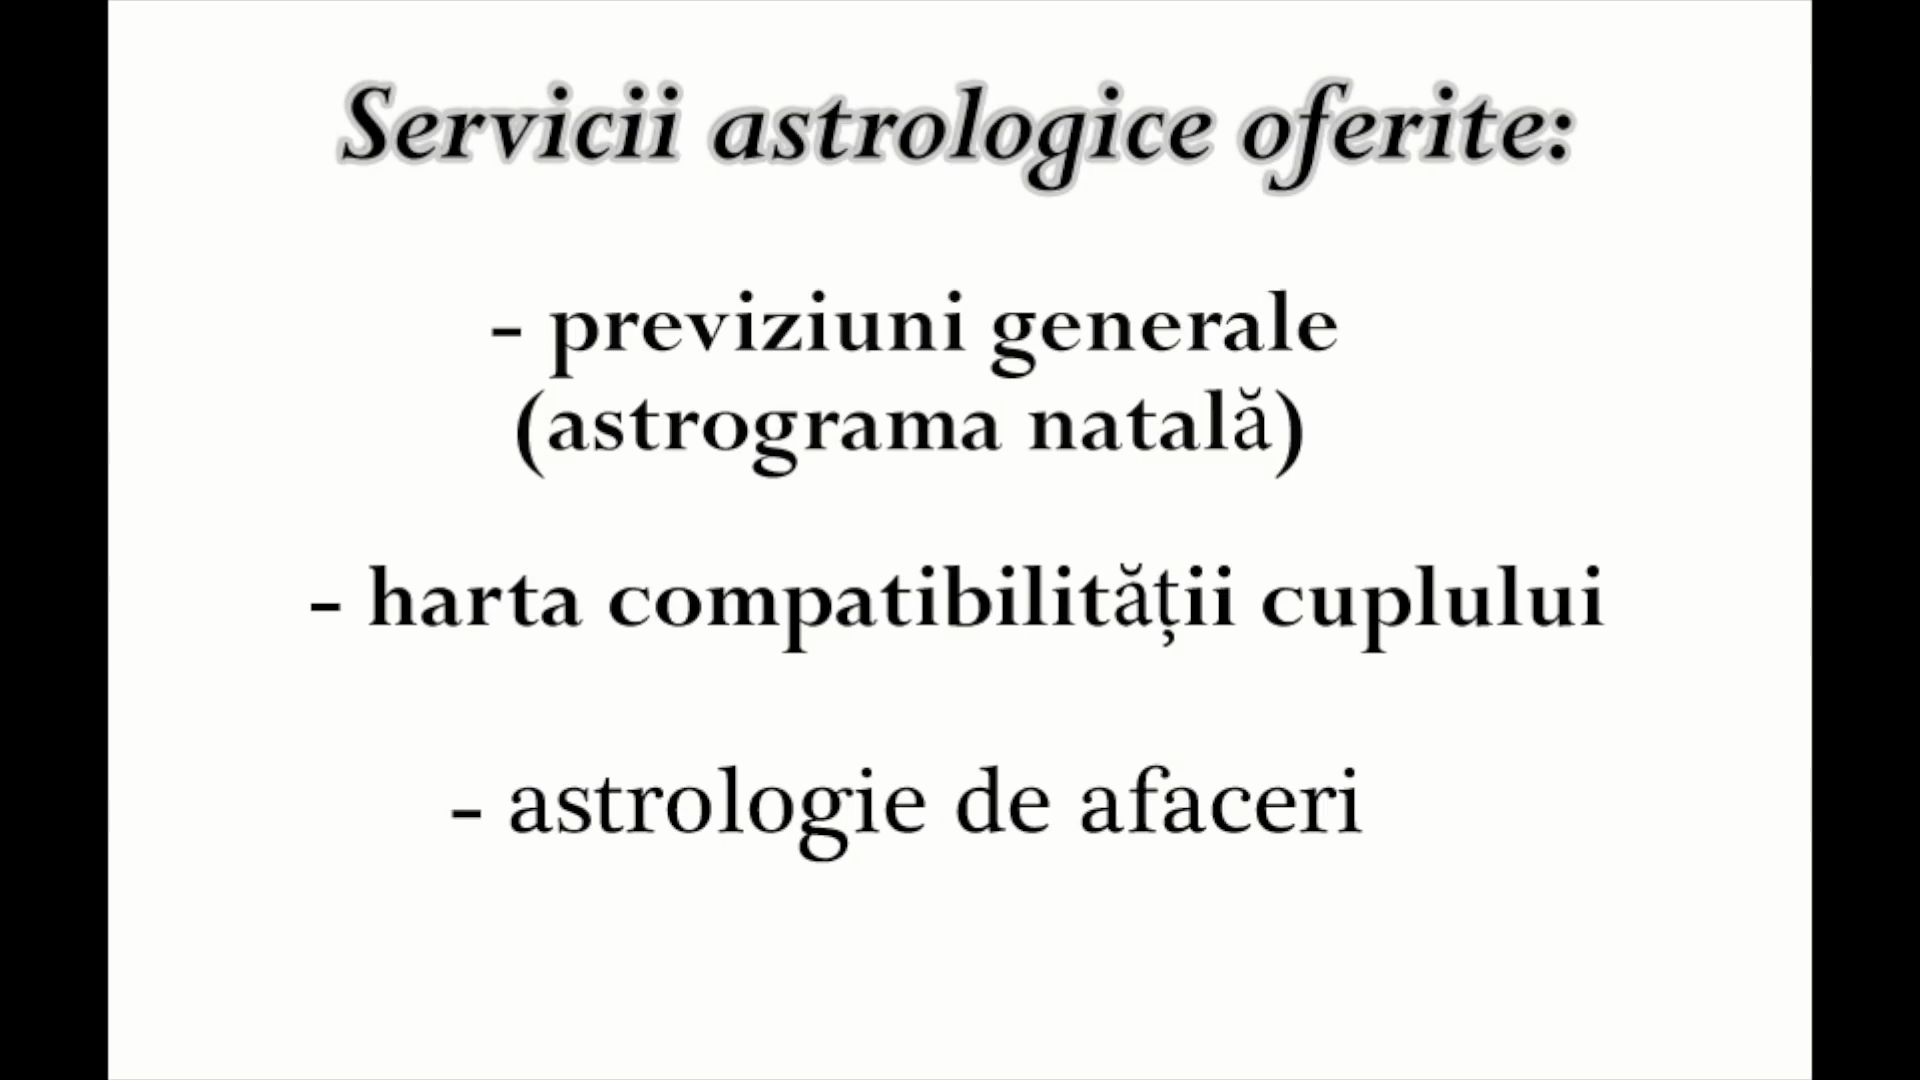 Servicii astrologice oferite:
- previziuni generale
(astrograma natală)
- harta compatibilității cuplului
- astrologie de afaceri